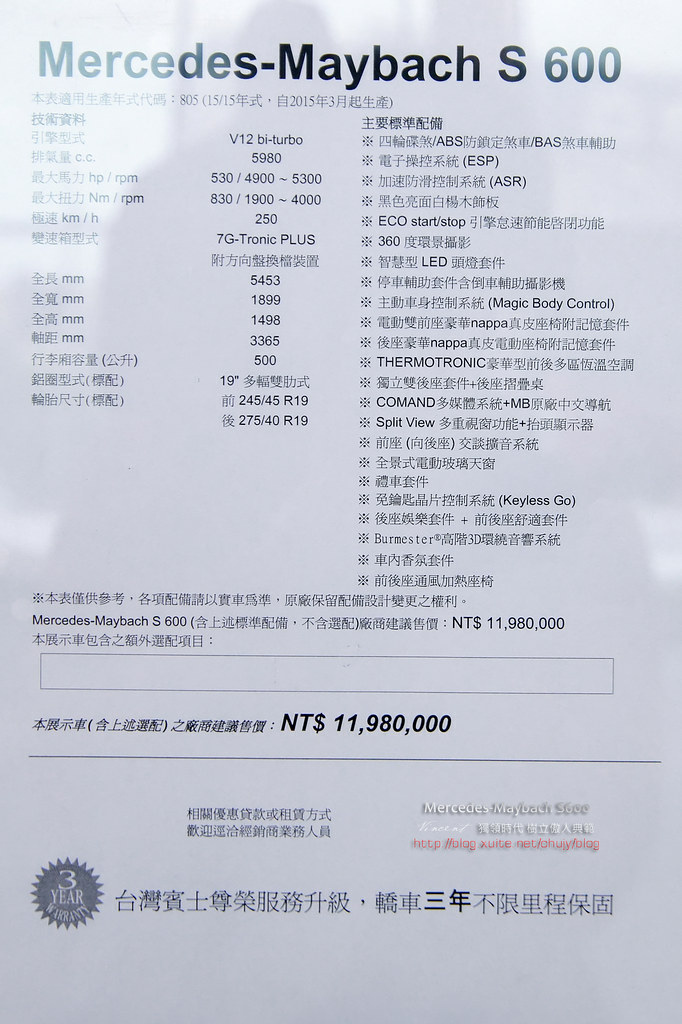 Mercedes-Maybach S 600
本表適用生產年式代碼：805 (15/15年式，自2015年3月起生產)
技術資料
引擎型式 V12 bi-turbo
排氣量 c.c. 5980
最大馬力 hp / rpm 530 / 4900 ~ 5300
最大扭力 Nm / rpm 830 / 1900 ~ 4000
極速 km / h 250
變速箱型式 7G-Tronic PLUS
附方向盤換檔裝置
全長 mm 5453
全寬 mm 1899
全高 mm 1498
軸距 mm 3365
行李廂容量 (公升) 500
鋁圈型式(標配) 19" 多幅雙肋式
輪胎尺寸(標配) 前 245/45 R19
後 275/40 R19
主要標準配備
※ 四輪碟煞/ABS防鎖定煞車/BAS煞車輔助
※ 電子操控系統 (ESP)
※ 加速防滑控制系統 (ASR)
※ 黑色亮面白楊木飾板
※ ECO start/stop 引擎怠速節能啓閉功能
※ 360 度環景攝影
※ 智慧型 LED 頭燈套件
※ 停車輔助套件含倒車輔助攝影機
※ 主動車身控制系統 (Magic Body Control)
※ 電動雙前座豪華nappa真皮座椅附記憶套件
※ 後座豪華nappa真皮電動座椅附記憶套件
※ THERMOTRONIC豪華型前後多區恆溫空調
※ 獨立雙後座套件+後座摺疊桌
※ COMAND多媒體系統+MB原廠中文導航
※ Split View 多重視窗功能+抬頭顯示器
※ 前座 (向後座) 交談擴音系統
※ 全景式電動玻璃天窗
※ 禮車套件
※ 免鑰匙晶片控制系統 (Keyless Go)
※ 後座娛樂套件 + 前後座舒適套件
※ Burmester®高階3D環繞音響系統
※ 車內香氛套件
※ 前後座通風加熱座椅
※本表僅供參考，各項配備請以實車爲準，原廠保留配備設計變更之權利。
Mercedes-Maybach S 600 (含上述標準配備，不含選配)廠商建議售價：NT$ 11,980,000
本展示車包含之額外選配項目：
本展示車(含上述選配)之廠商建議售價：NT$ 11,980,000
相關優惠貸款或租賃方式
歡迎逕洽經銷商業務人員
Mercedes-Maybach S600
Vincent 獨領時代 樹立偉人典範
http://blog.xuite.net/chuyy/blog
3 YEAR WARRANTY
台灣賓士尊榮服務升級，轎車三年不限里程保固